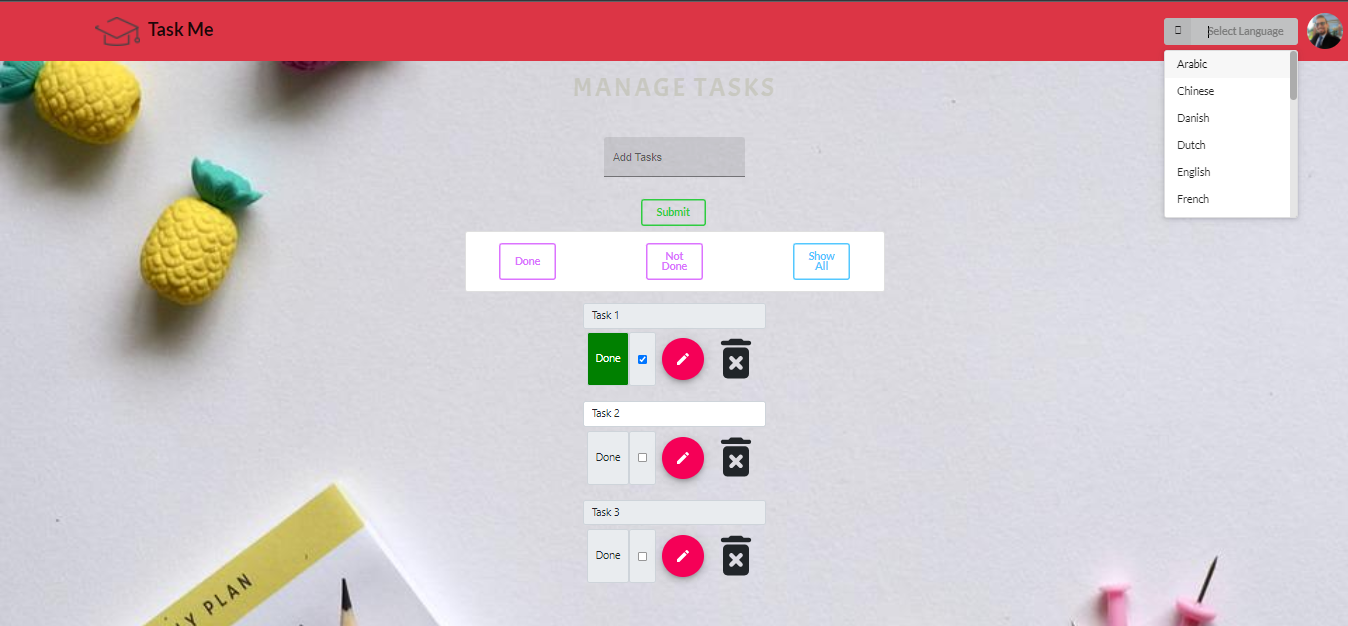 Task Me
Select Language
Arabic
Chinese
Danish
Dutch
English
French
MANAGE TASKS
Add Tasks
Submit
Done
Not
Done
Show
All
Task 1
Done
Task 2
Done
Task 3
Done
LY PLAN